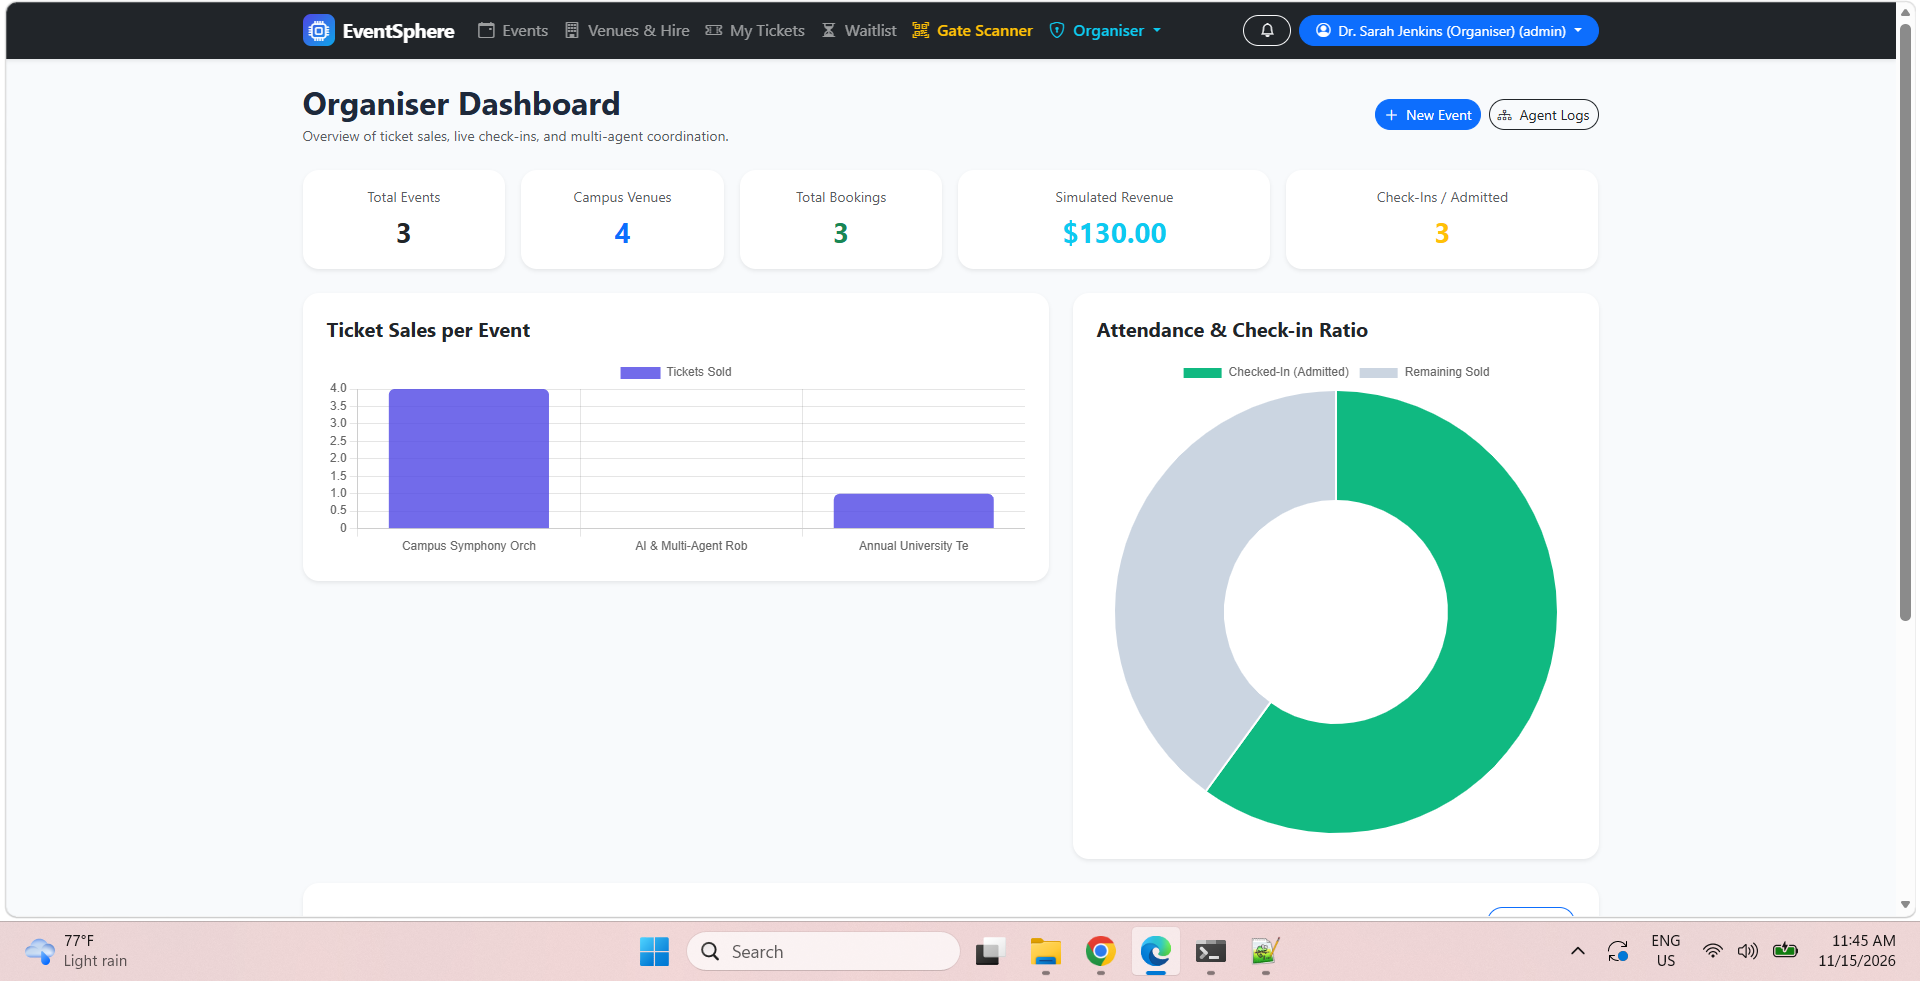 EventSphere Events Venues & Hire My Tickets Waitlist Gate Scanner Organiser Dr. Sarah Jenkins (Organiser) (admin)
Organiser Dashboard
Overview of ticket sales, live check-ins, and multi-agent coordination.
New Event Agent Logs
Total Events
3
Campus Venues
4
Total Bookings
3
Simulated Revenue
$130.00
Check-Ins / Admitted
3
Ticket Sales per Event
Tickets Sold
4.0
3.5
3.0
2.5
2.0
1.5
1.0
0.5
0
Campus Symphony Orch AI & Multi-Agent Rob Annual University Te
Attendance & Check-in Ratio
Checked-In (Admitted) Remaining Sold
77°F
Light rain
Search
ENG
US
11:45 AM
11/15/2026